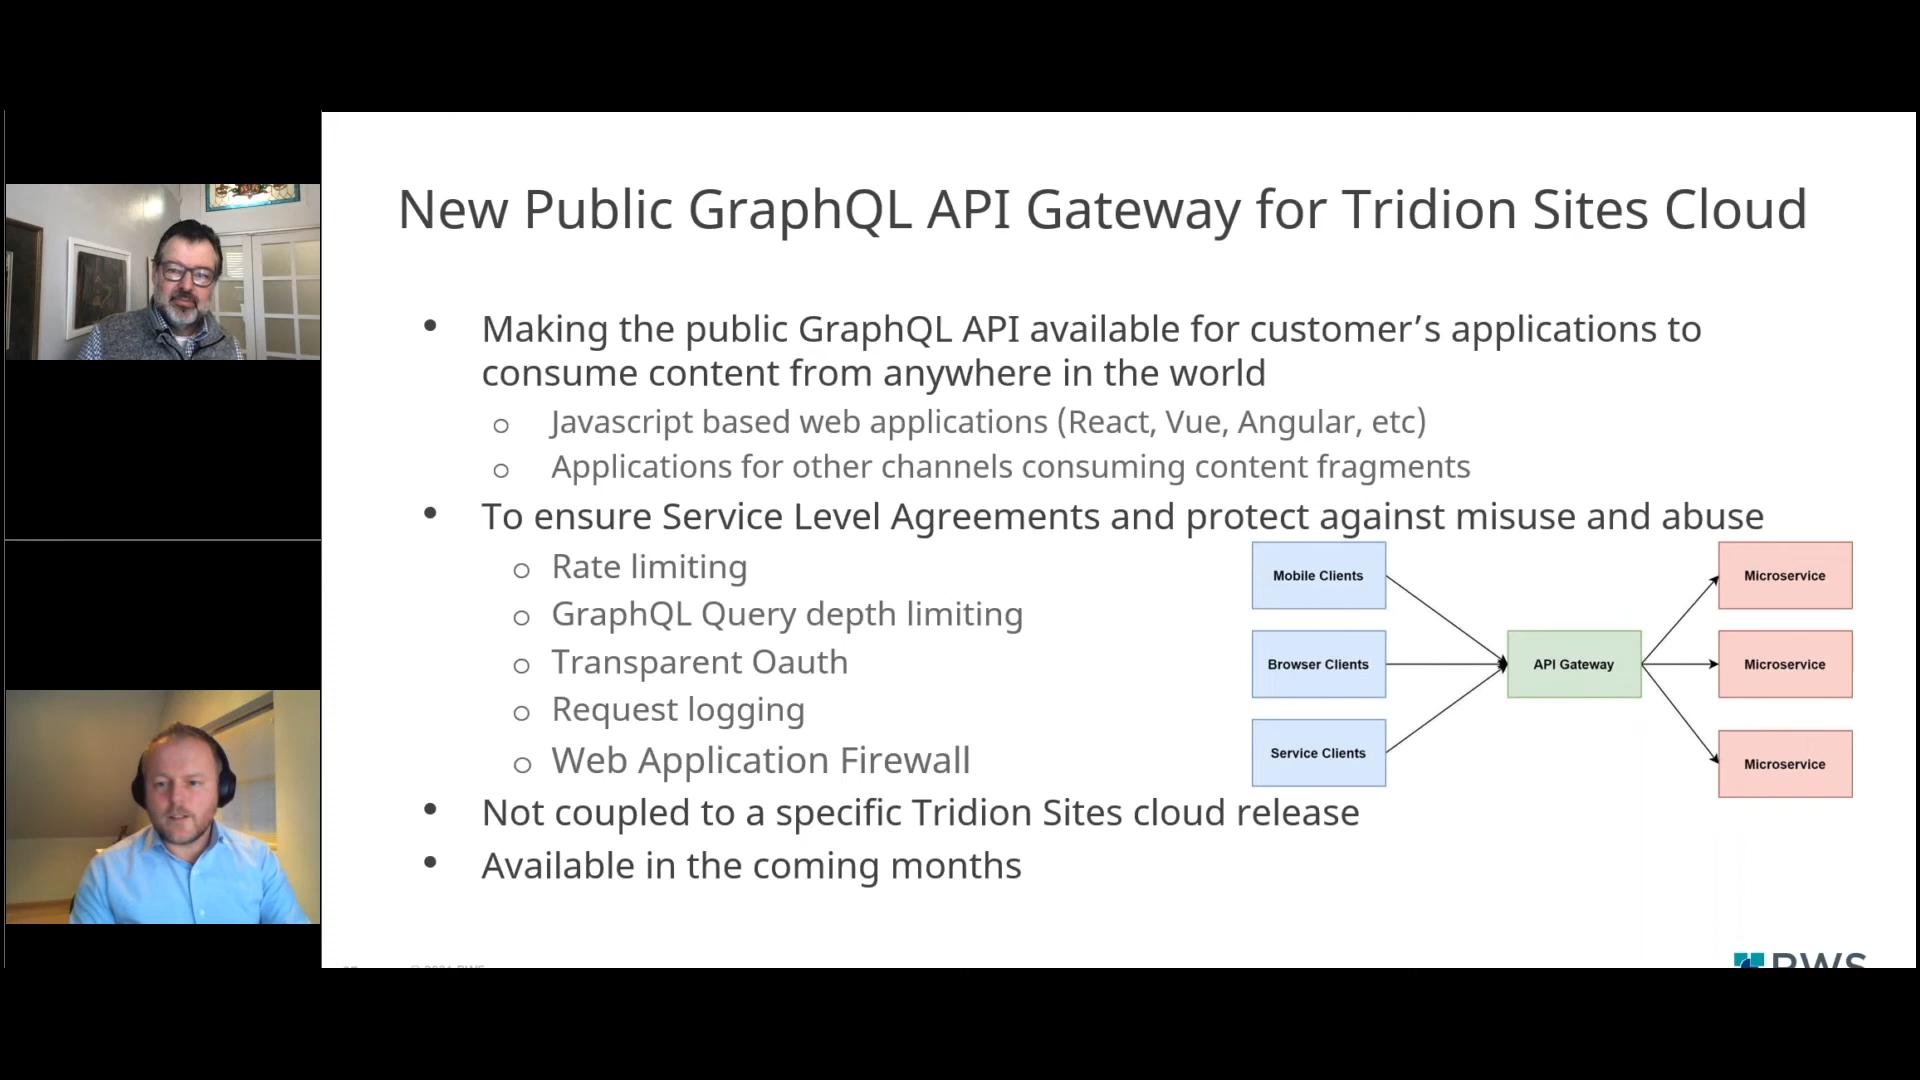 New Public GraphQL API Gateway for Tridion Sites Cloud
• Making the public GraphQL API available for customer’s applications to
consume content from anywhere in the world
o Javascript based web applications (React, Vue, Angular, etc)
o Applications for other channels consuming content fragments
• To ensure Service Level Agreements and protect against misuse and abuse
o Rate limiting
o GraphQL Query depth limiting
o Transparent Oauth
o Request logging
o Web Application Firewall
Mobile Clients
Browser Clients
Service Clients
API Gateway
Microservice
Microservice
Microservice
• Not coupled to a specific Tridion Sites cloud release
• Available in the coming months
RWS